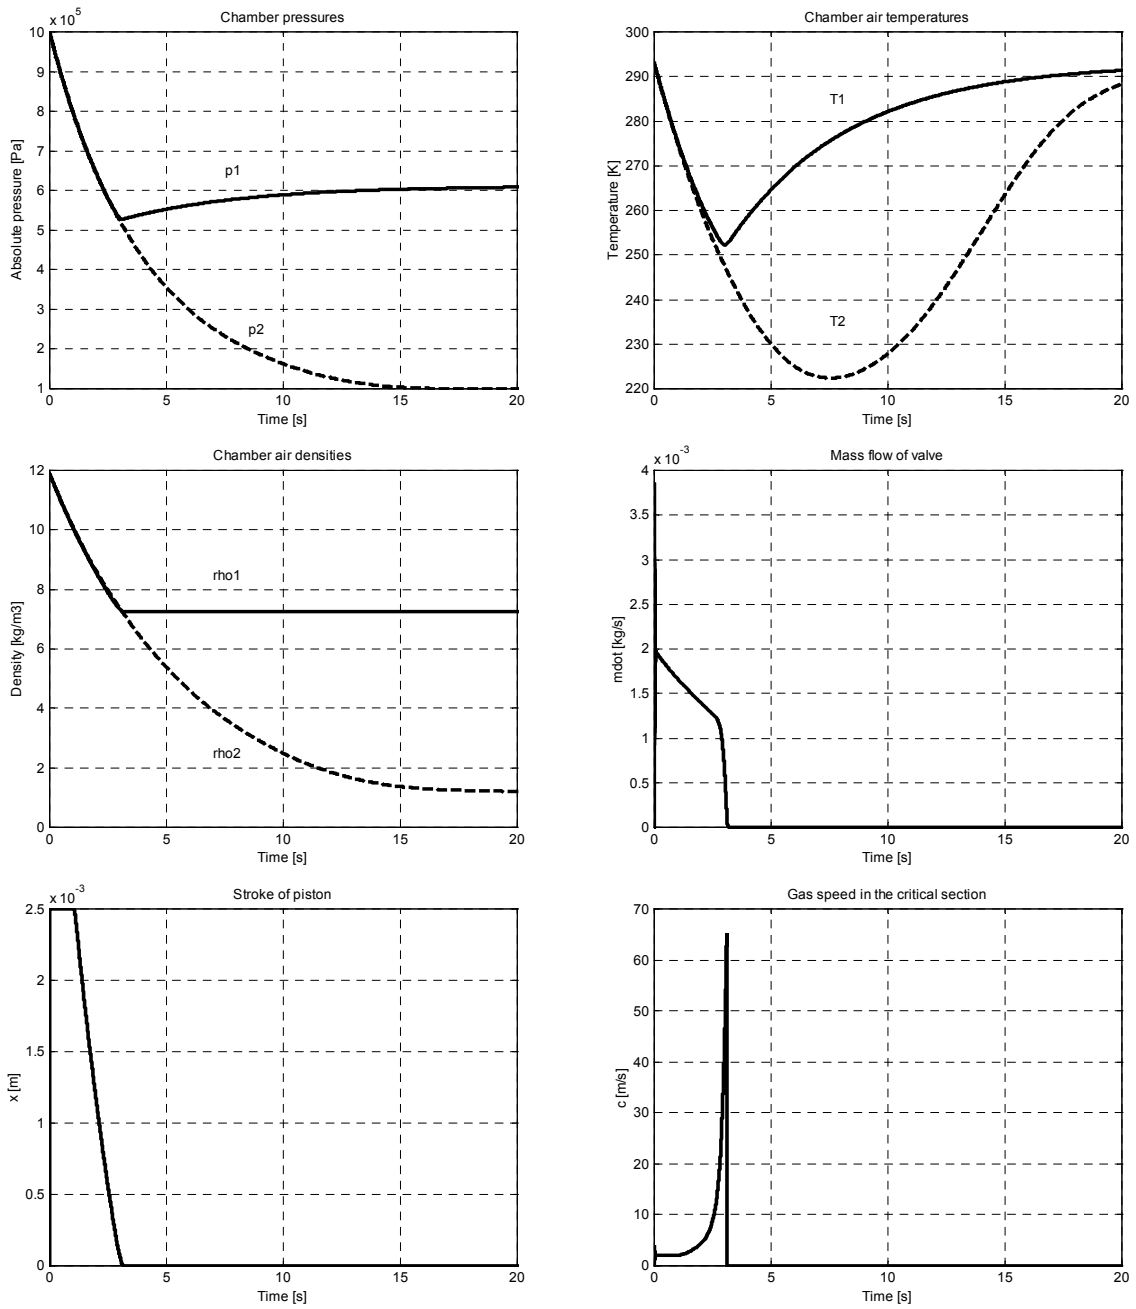 Chamber pressures
x 10^5
10
9
8
7
6
5
4
3
2
1
Absolute pressure [Pa]
p1
p2
0 5 10 15 20
Time [s]
Chamber air temperatures
300
290
280
270
260
250
240
230
220
Temperature [K]
T1
T2
0 5 10 15 20
Time [s]
Chamber air densities
12
10
8
6
4
2
0
Density [kg/m3]
rho1
rho2
0 5 10 15 20
Time [s]
Mass flow of valve
x 10^-3
4
3.5
3
2.5
2
1.5
1
0.5
0
mdot [kg/s]
0 5 10 15 20
Time [s]
Stroke of piston
x 10^-3
2.5
2
1.5
1
0.5
0
x [m]
0 5 10 15 20
Time [s]
Gas speed in the critical section
70
60
50
40
30
20
10
0
c [m/s]
0 5 10 15 20
Time [s]